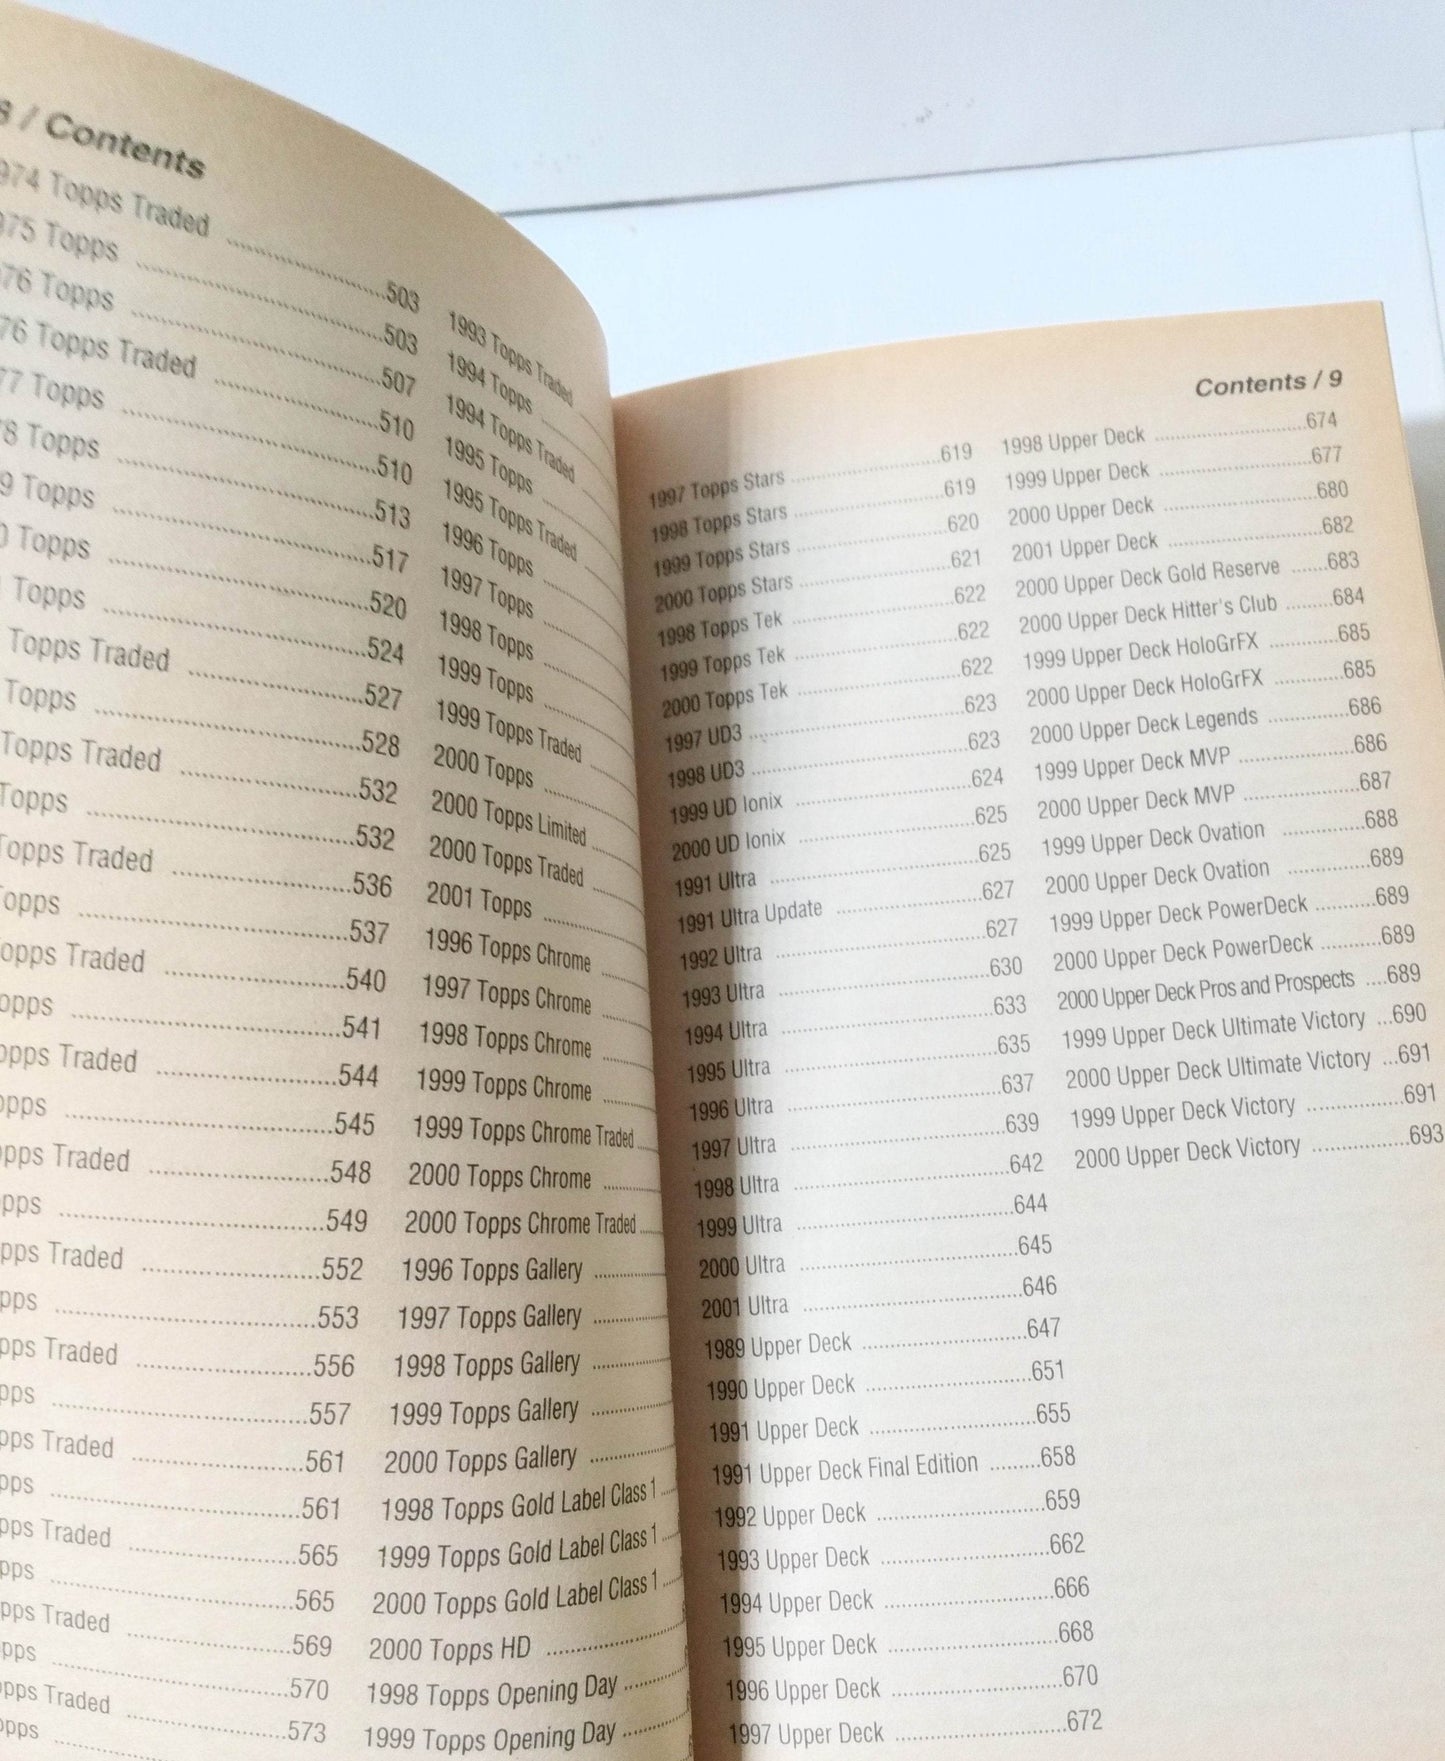 8 / Contents
974 Topps Traded ..........503
975 Topps ..........503
76 Topps ..........507
76 Topps Traded ..........510
77 Topps ..........510
78 Topps ..........513
9 Topps ..........517
0 Topps ..........520
Topps ..........524
Topps Traded ..........527
Topps ..........528
Topps Traded ..........532
Topps ..........532
Topps Traded ..........536
Topps ..........537
Topps Traded ..........540
opps ..........541
opps Traded ..........544
opps ..........545
opps Traded ..........548
opps ..........549
opps Traded ..........552
pps ..........553
pps Traded ..........556
pps ..........557
pps Traded ..........561
pps ..........561
pps Traded ..........565
pps ..........565
pps Traded ..........569
pps ..........570
opps Traded ..........573
opps ..........
1993 Topps Traded
1994 Topps ..........
1994 Topps Traded
1995 Topps ..........
1995 Topps Traded
1996 Topps ..........
1997 Topps ..........
1998 Topps ..........
1999 Topps ..........
1999 Topps Traded ..........
2000 Topps ..........
2000 Topps Limited ..........
2000 Topps Traded ..........
2001 Topps ..........
1996 Topps Chrome ..........
1997 Topps Chrome ..........
1998 Topps Chrome ..........
1999 Topps Chrome ..........
1999 Topps Chrome Traded ....
2000 Topps Chrome ..........
2000 Topps Chrome Traded ....
1996 Topps Gallery ..........
1997 Topps Gallery ..........
1998 Topps Gallery ..........
1999 Topps Gallery ..........
2000 Topps Gallery ..........
1998 Topps Gold Label Class 1 ...
1999 Topps Gold Label Class 1 ...
2000 Topps Gold Label Class 1 ...
2000 Topps HD ..........
1998 Topps Opening Day ..........
1999 Topps Opening Day ..........
Contents / 9
1997 Topps Stars ..........619
1998 Topps Stars ..........619
1999 Topps Stars ..........620
2000 Topps Stars ..........621
1998 Topps Tek ..........622
1999 Topps Tek ..........622
2000 Topps Tek ..........622
1997 UD3 ..........623
1998 UD3 ..........623
1999 UD Ionix ..........624
2000 UD Ionix ..........625
1991 Ultra ..........625
1991 Ultra Update ..........627
1992 Ultra ..........627
1993 Ultra ..........630
1994 Ultra ..........633
1995 Ultra ..........635
1996 Ultra ..........637
1997 Ultra ..........639
1998 Ultra ..........642
1999 Ultra ..........644
2000 Ultra ..........645
2001 Ultra ..........646
1989 Upper Deck ..........647
1990 Upper Deck ..........651
1991 Upper Deck ..........655
1991 Upper Deck Final Edition .........658
1992 Upper Deck ..........659
1993 Upper Deck ..........662
1994 Upper Deck ..........666
1995 Upper Deck ..........668
1996 Upper Deck ..........670
1997 Upper Deck ..........672
1998 Upper Deck ..........674
1999 Upper Deck ..........677
2000 Upper Deck ..........680
2001 Upper Deck ..........682
2000 Upper Deck Gold Reserve .......683
2000 Upper Deck Hitter's Club .........684
1999 Upper Deck HoloGrFX ..........685
2000 Upper Deck HoloGrFX ..........685
2000 Upper Deck Legends ..........686
1999 Upper Deck MVP ..........686
2000 Upper Deck MVP ..........687
1999 Upper Deck Ovation ..........688
2000 Upper Deck Ovation ..........689
1999 Upper Deck PowerDeck ..........689
2000 Upper Deck PowerDeck ..........689
2000 Upper Deck Pros and Prospects ....689
1999 Upper Deck Ultimate Victory ...690
2000 Upper Deck Ultimate Victory ...691
1999 Upper Deck Victory ..........691
2000 Upper Deck Victory ..........693